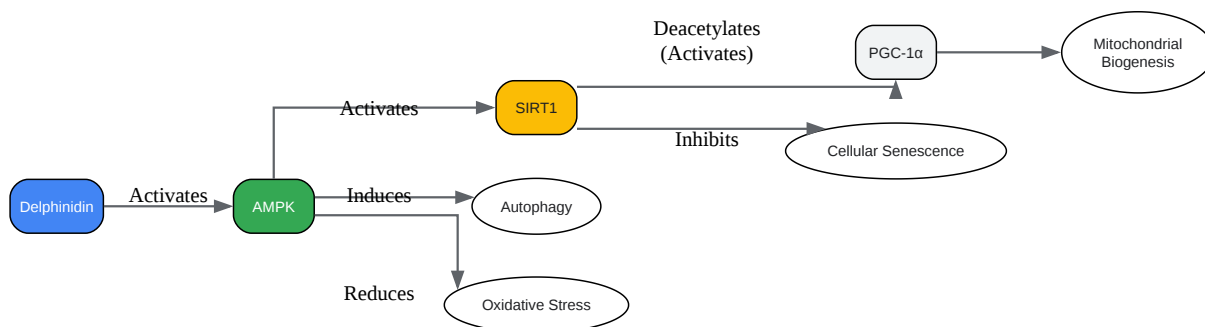 Deacetylates
(Activates)
PGC-1α
Mitochondrial
Biogenesis
Activates
SIRT1
Inhibits
Cellular Senescence
Delphinidin
Activates
AMPK
Induces
Autophagy
Reduces
Oxidative Stress